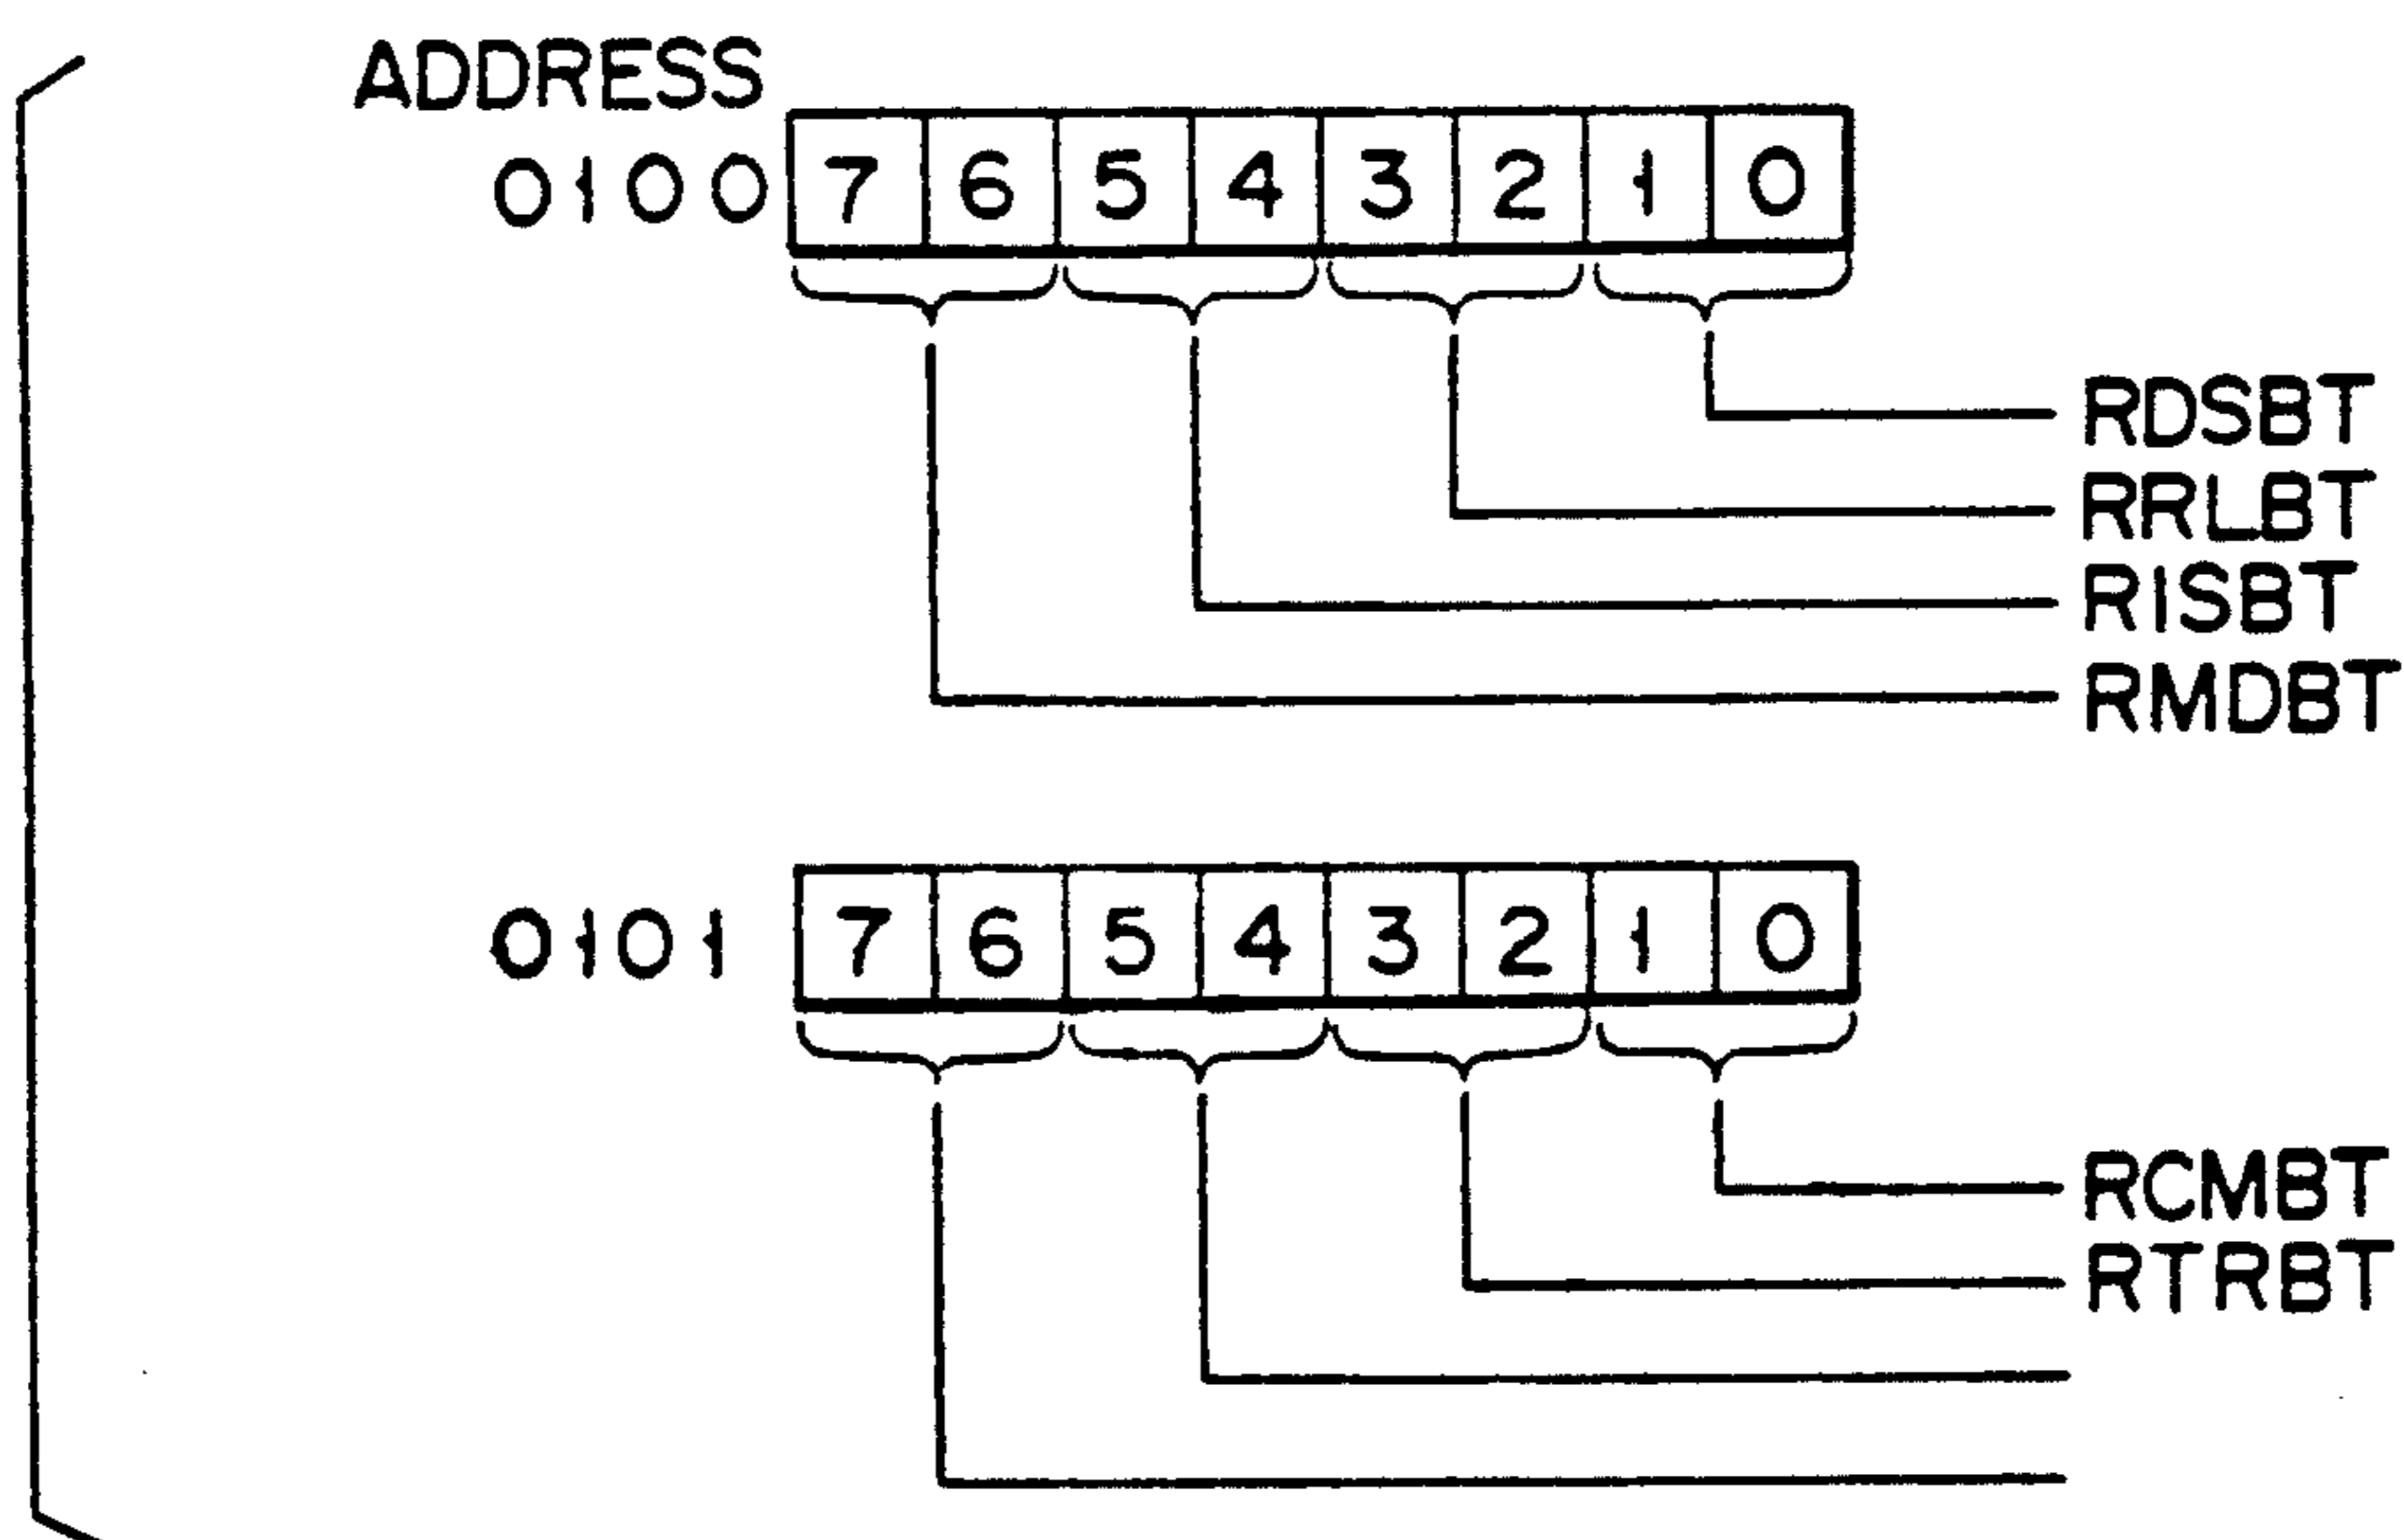 ADDRESS
0100 7 6 5 4 3 2 1 0
RDSBT
RRLBT
RISBT
RMDBT
0101 7 6 5 4 3 2 1 0
RCMBT
RTRBT